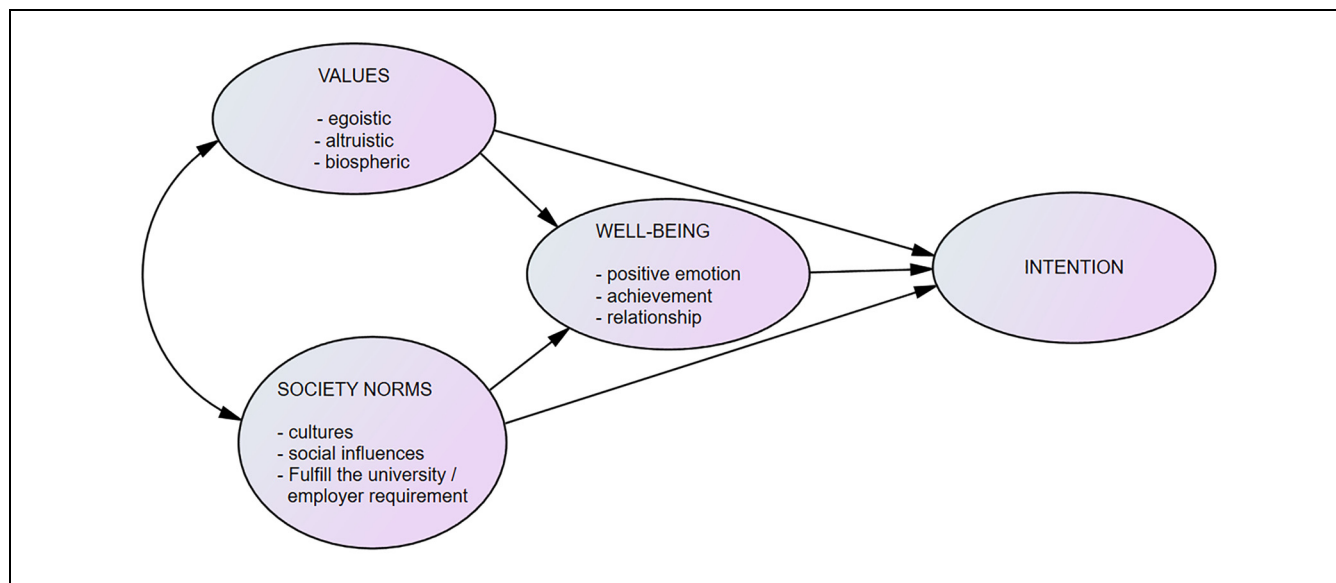 VALUES
- egoistic
- altruistic
- biospheric
WELL-BEING
- positive emotion
- achievement
- relationship
INTENTION
SOCIETY NORMS
- cultures
- social influences
- Fulfill the university /
employer requirement